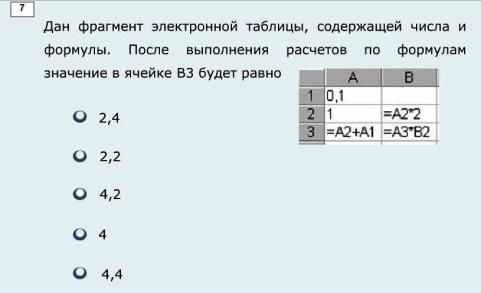 7
Дан фрагмент электронной таблицы, содержащей числа и
формулы. После выполнения расчетов по формулам
значение в ячейке B3 будет равно
A B
1 0,1
2 1 =A2*2
3 =A2+A1 =A3*B2
2,4
2,2
4,2
4
4,4